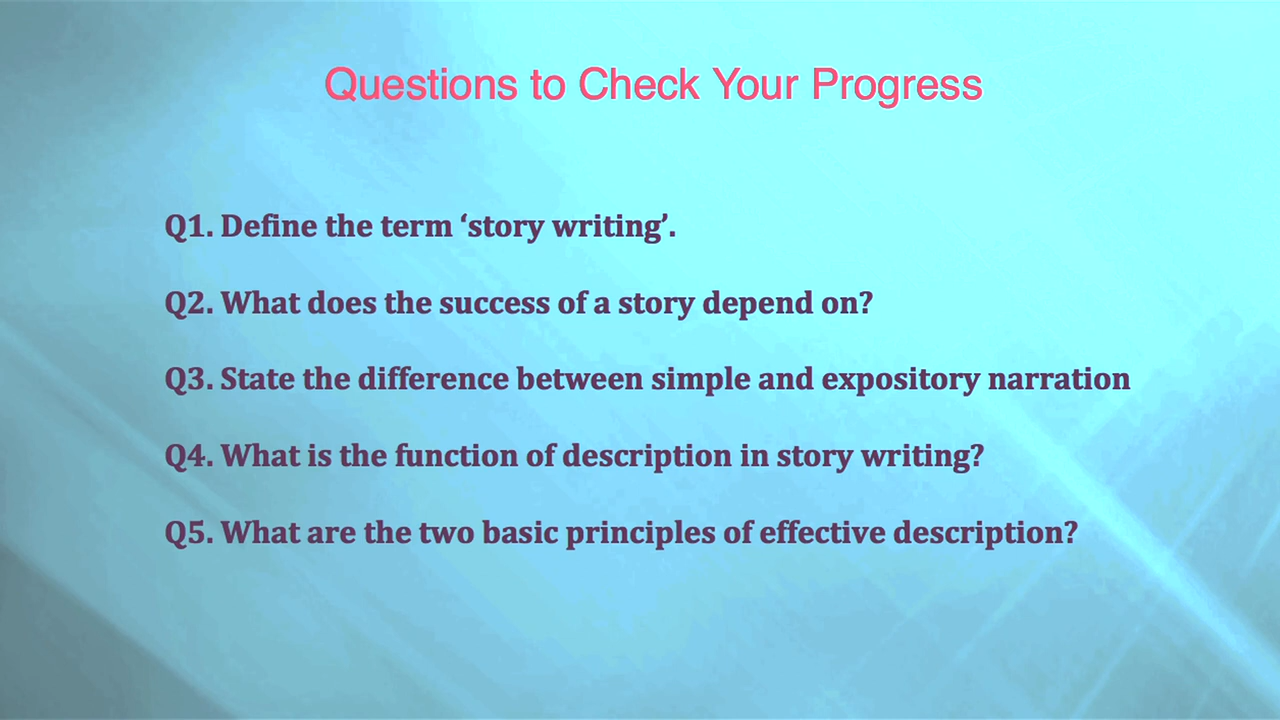 Questions to Check Your Progress
Q1. Define the term ‘story writing’.
Q2. What does the success of a story depend on?
Q3. State the difference between simple and expository narration
Q4. What is the function of description in story writing?
Q5. What are the two basic principles of effective description?